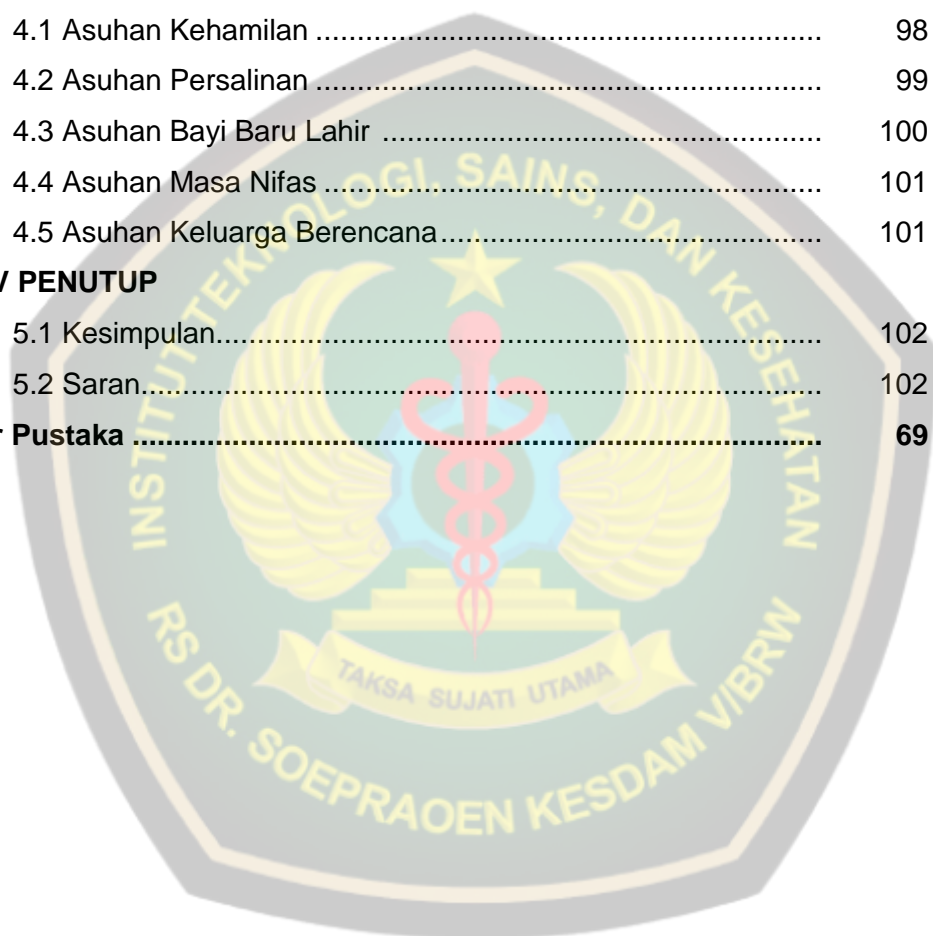 4.1 Asuhan Kehamilan ........................................................... 98
4.2 Asuhan Persalinan ........................................................... 99
4.3 Asuhan Bayi Baru Lahir ................................................... 100
4.4 Asuhan Masa Nifas .......................................................... 101
4.5 Asuhan Keluarga Berencana ............................................. 101
V PENUTUP
5.1 Kesimpulan...................................................................... 102
5.2 Saran............................................................................... 102
r Pustaka ................................................................................ 69
INSTITUT TEKNOLOGI, SAINS, DAN KESEHATAN
TAKSA SUJATI UTAMA
RS DR. SOEPRAOEN KESDAM V/BRW